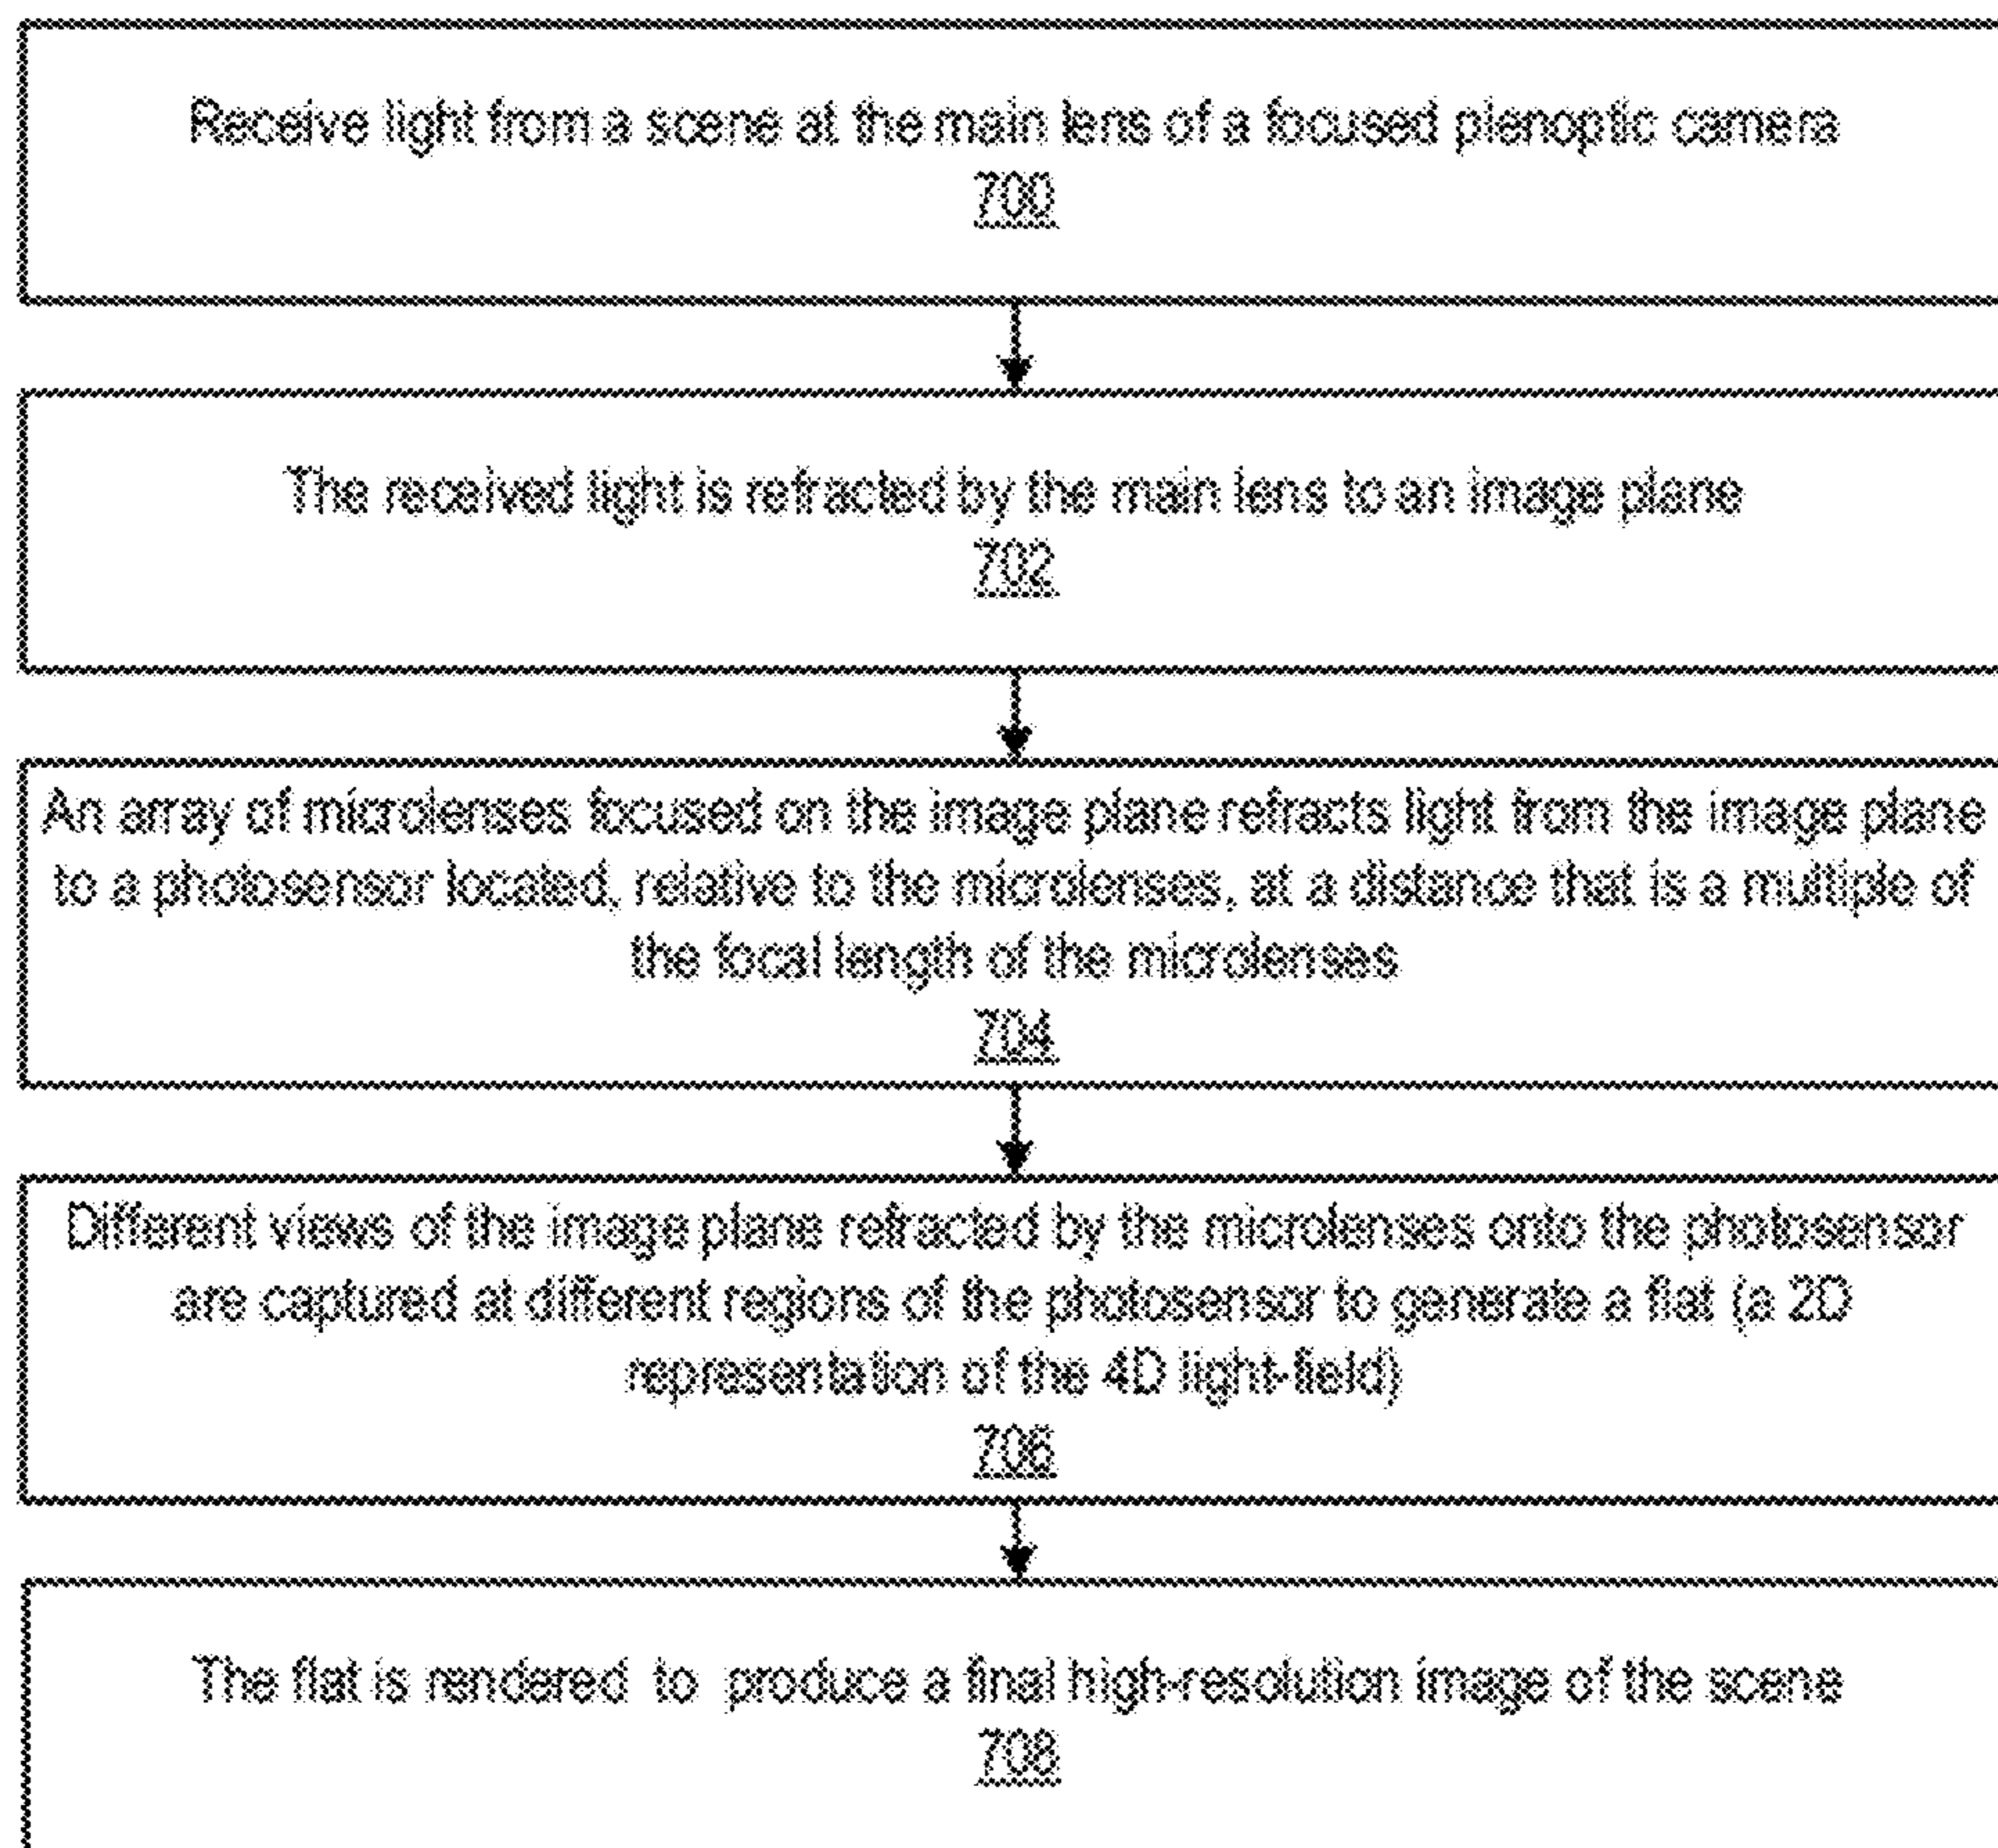 Receive light from a scene at the main lens of a focused plenoptic camera
700
The received light is refracted by the main lens to an image plane
702
An array of microlenses focused on the image plane refracts light from the image plane
to a photosensor located, relative to the microlenses, at a distance that is a multiple of
the focal length of the microlenses
704
Different views of the image plane refracted by the microlenses onto the photosensor
are captured at different regions of the photosensor to generate a flat (a 2D
representation of the 4D light-field)
706
The flat is rendered to produce a final high-resolution image of the scene
708